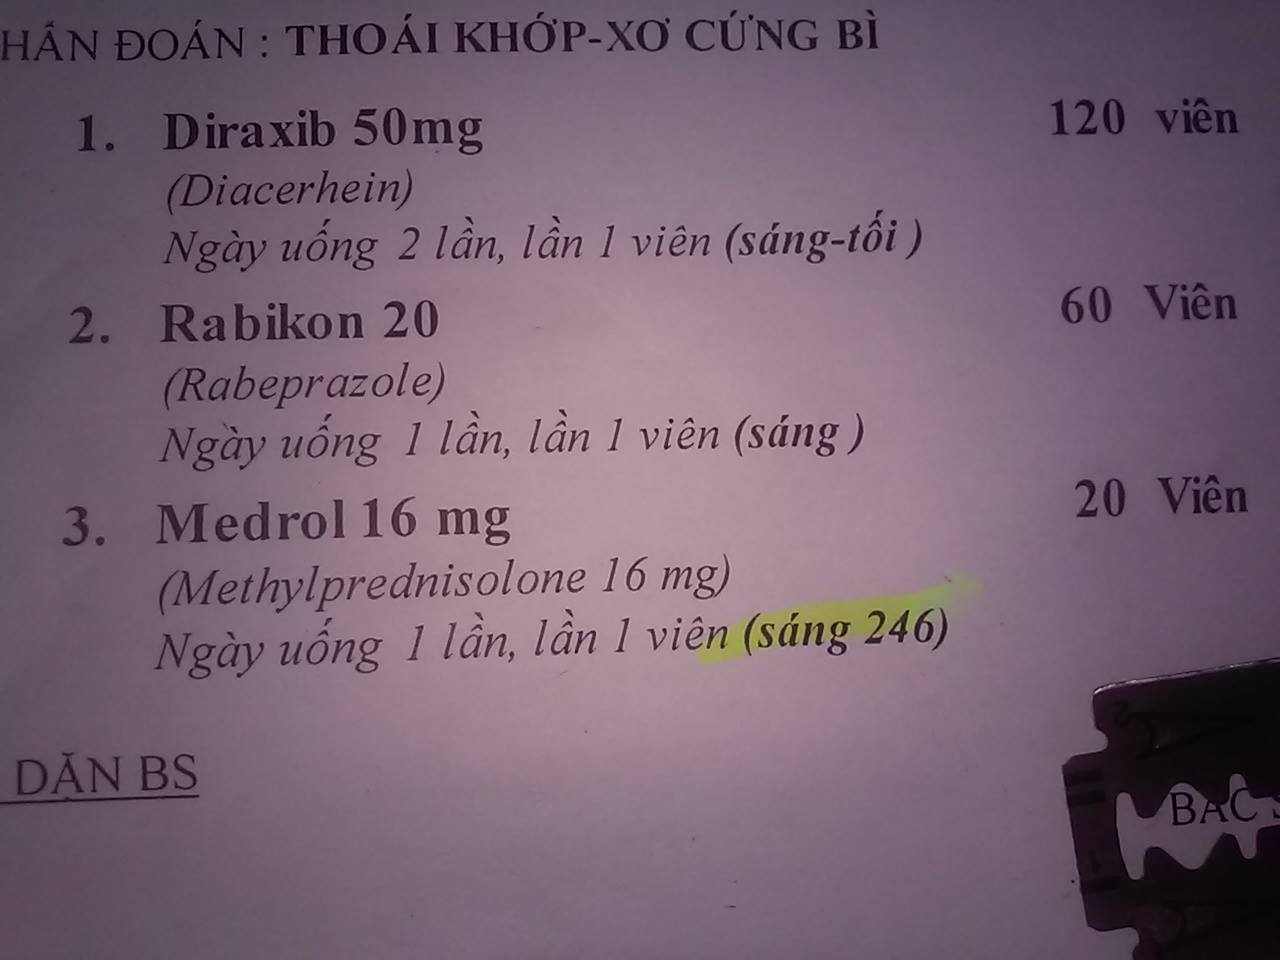 HẨN ĐOÁN : THOÁI KHỚP-XƠ CỨNG BÌ
1. Diraxib 50mg 120 viên
(Diacerhein)
Ngày uống 2 lần, lần 1 viên (sáng-tối )
2. Rabikon 20 60 Viên
(Rabeprazole)
Ngày uống 1 lần, lần 1 viên (sáng )
3. Medrol 16 mg 20 Viên
(Methylprednisolone 16 mg)
Ngày uống 1 lần, lần 1 viên (sáng 246)
DẶN BS
BAC